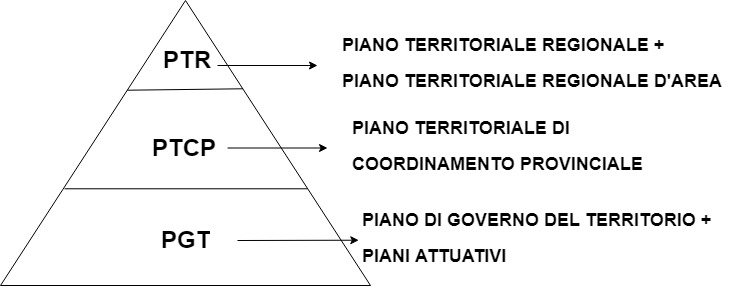 PTR
PIANO TERRITORIALE REGIONALE +
PIANO TERRITORIALE REGIONALE D'AREA
PTCP
PIANO TERRITORIALE DI
COORDINAMENTO PROVINCIALE
PGT
PIANO DI GOVERNO DEL TERRITORIO +
PIANI ATTUATIVI